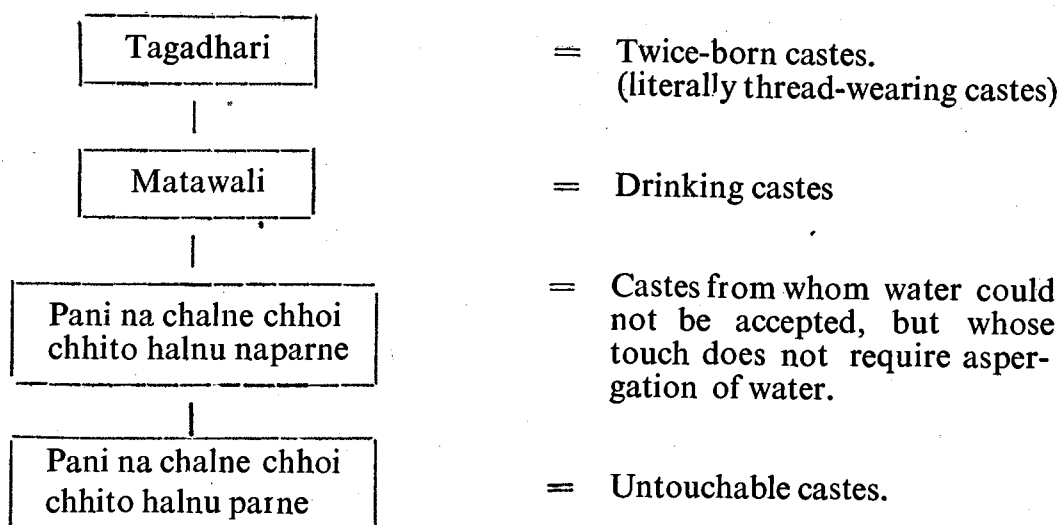 Tagadhari
= Twice-born castes.
(literally thread-wearing castes)
Matawali
= Drinking castes
Pani na chalne chhoi
chhito halnu naparne
= Castes from whom water could
not be accepted, but whose
touch does not require asper-
gation of water.
Pani na chalne chhoi
chhito halnu parne
= Untouchable castes.